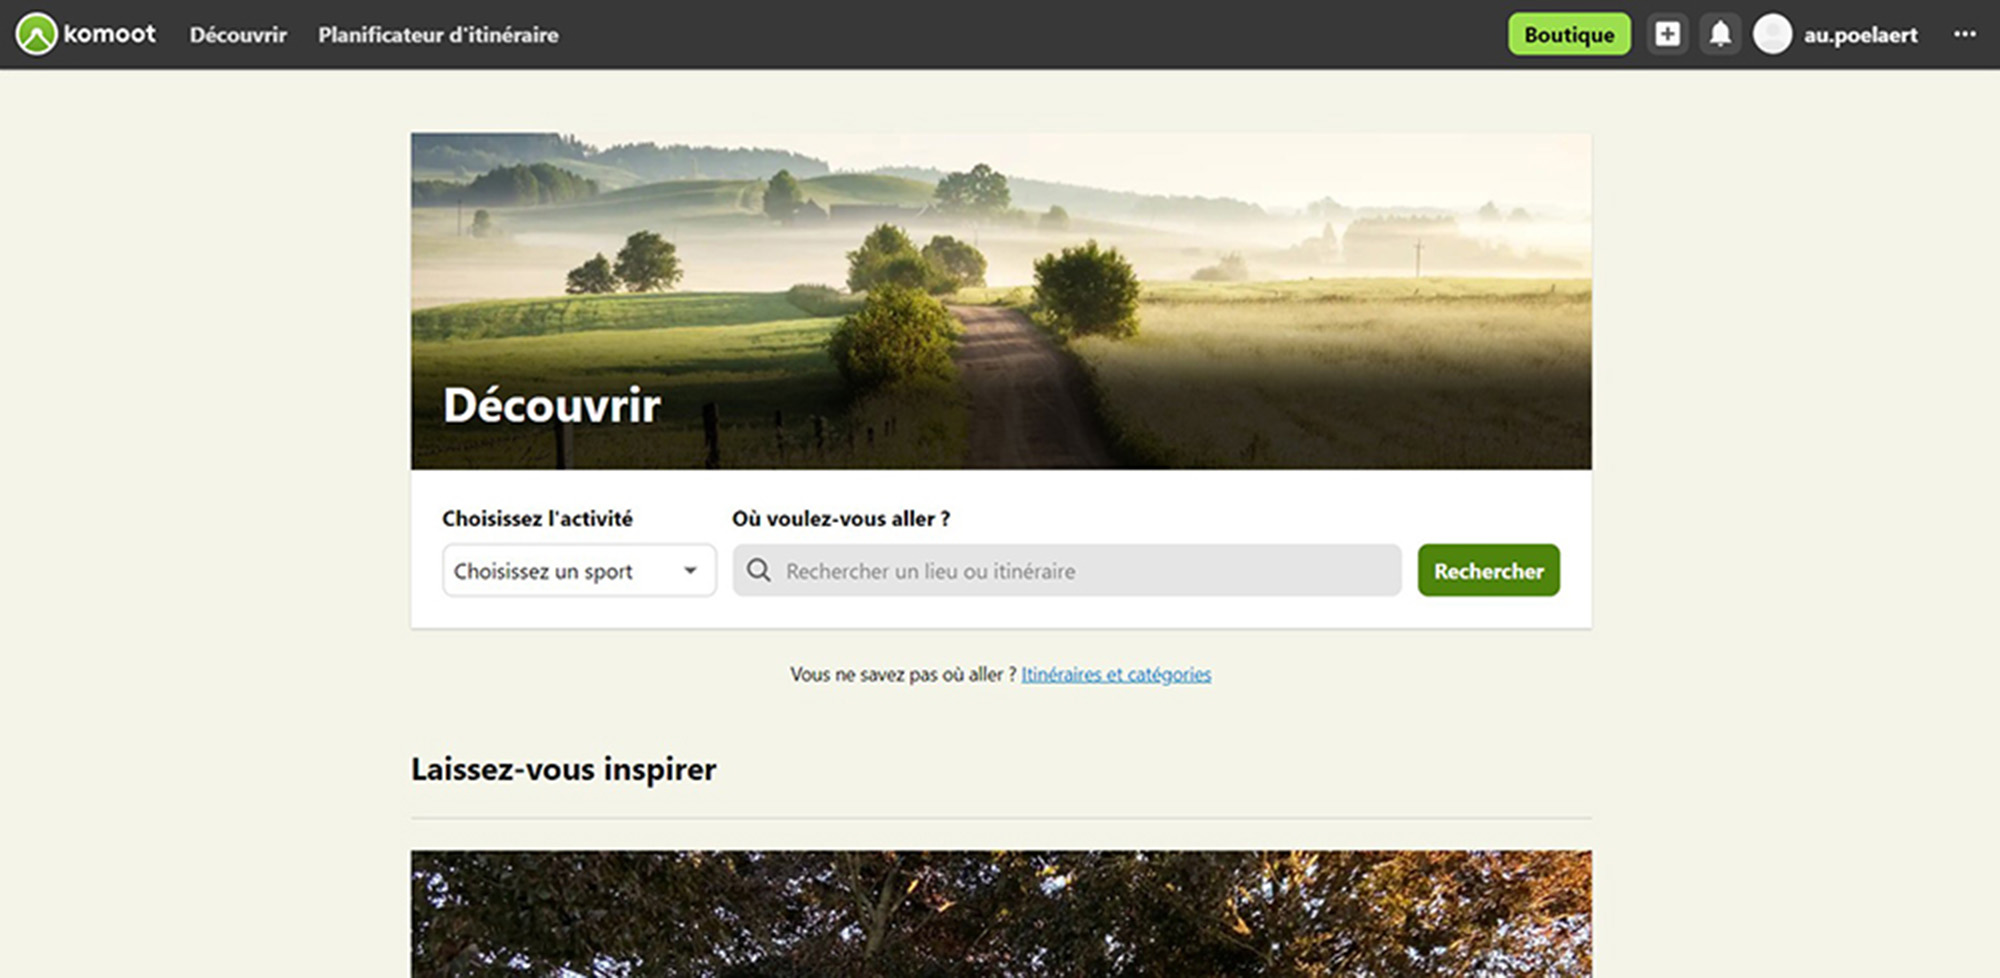 komoot Découvrir Planificateur d'itinéraire Boutique au.poelaert
Découvrir
Choisissez l'activité Où voulez-vous aller ?
Choisissez un sport Rechercher un lieu ou itinéraire Rechercher
Vous ne savez pas où aller ? Itinéraires et catégories
Laissez-vous inspirer